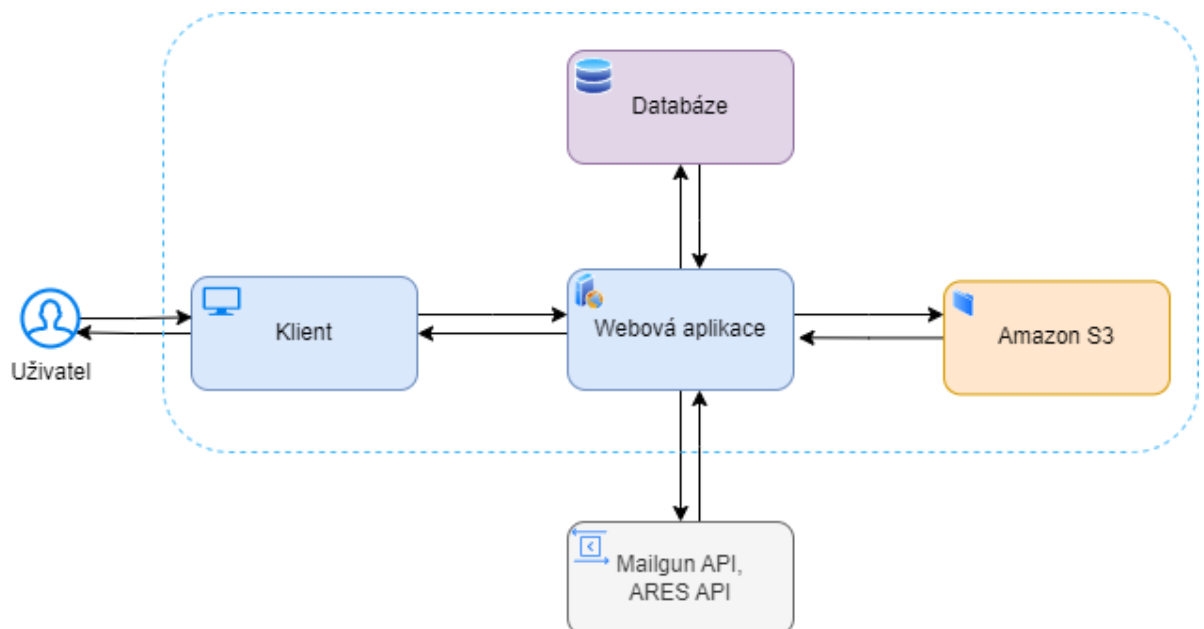 Databáze
Klient
Webová aplikace
Amazon S3
Uživatel
Mailgun API,
ARES API